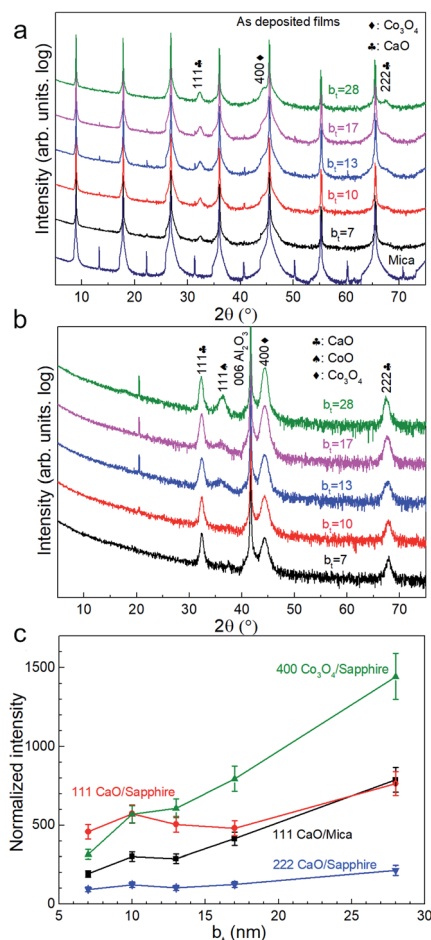 a
As deposited films
♦: Co₃O₄
♣: CaO
111♣
400♦
222♣
bₜ=28
bₜ=17
bₜ=13
bₜ=10
bₜ=7
Mica
Intensity (arb. units. log)
10 20 30 40 50 60 70
2θ (°)
b
111♣
111♠
006 Al₂O₃
400♦
♣: CaO
♠: CoO
♦: Co₃O₄
222♣
bₜ=28
bₜ=17
bₜ=13
bₜ=10
bₜ=7
Intensity (arb. units. log)
10 20 30 40 50 60 70
2θ (°)
c
1500
1000
500
0
Normalized intensity
400 Co₃O₄/Sapphire
111 CaO/Sapphire
111 CaO/Mica
222 CaO/Sapphire
5 10 15 20 25 30
bₜ (nm)